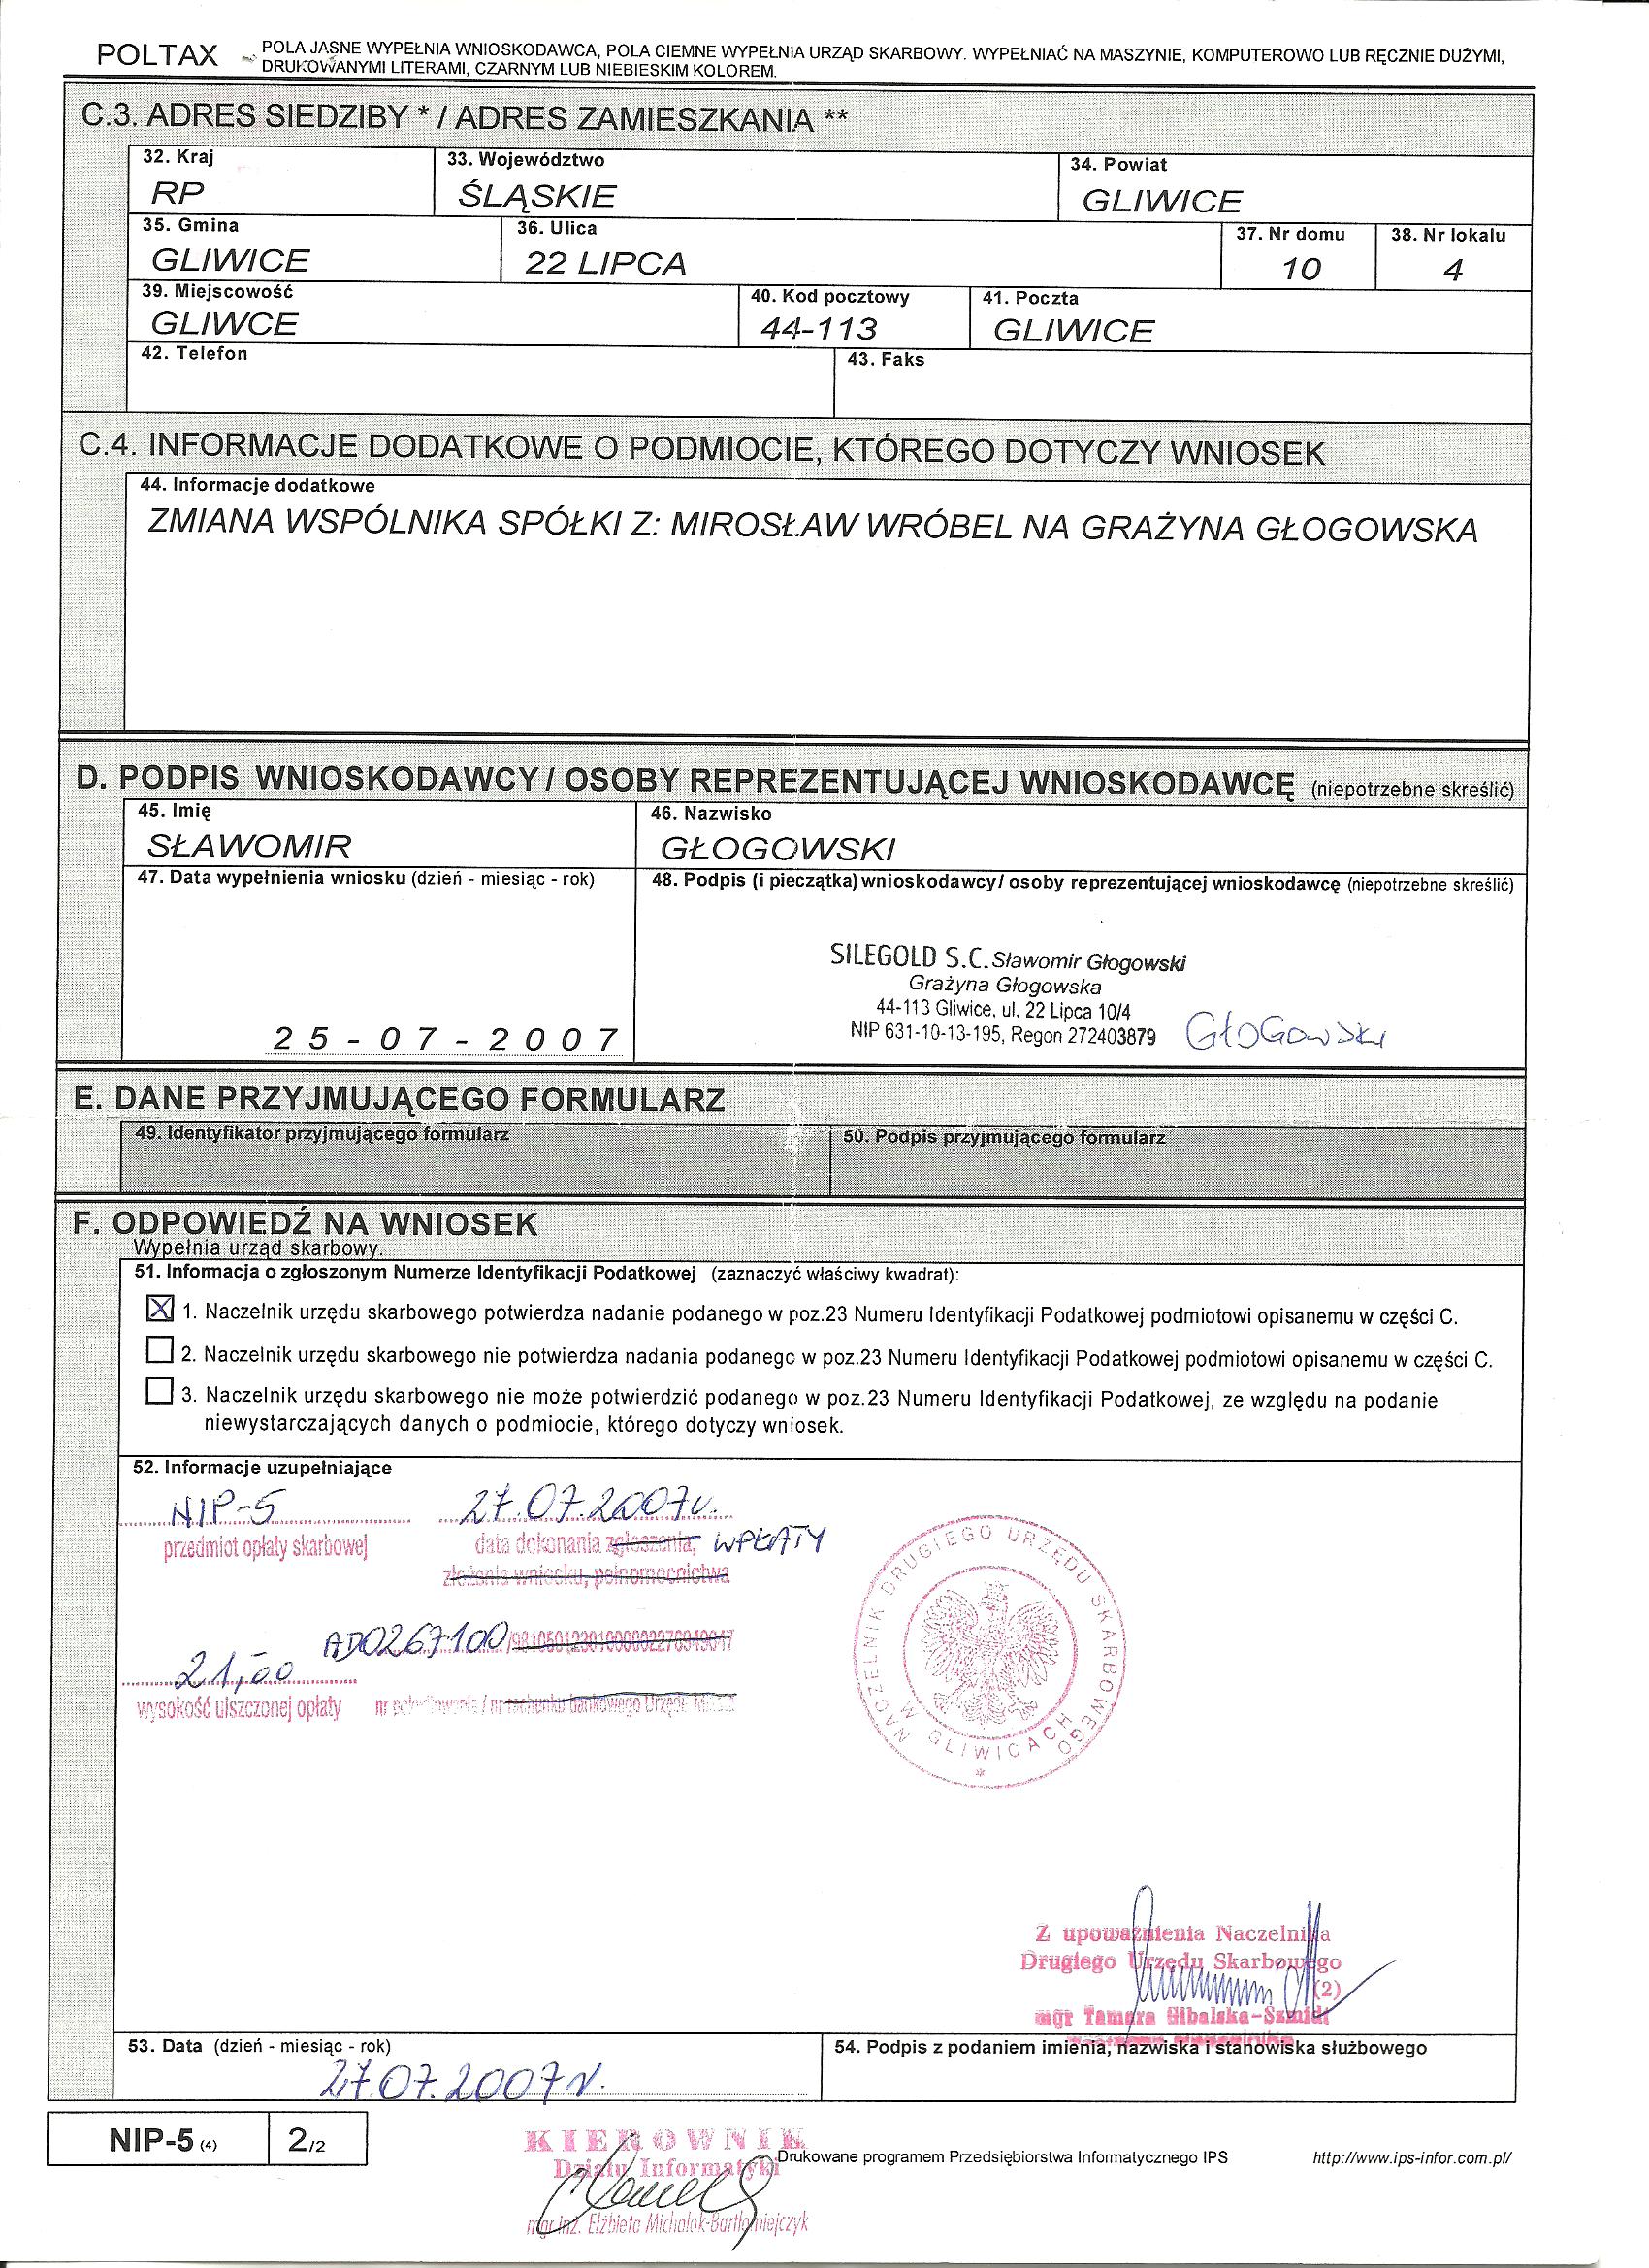 POLTAX
POLA JASNE WYPEŁNIA WNIOSKODAWCA, POLA CIEMNE WYPEŁNIA URZĄD SKARBOWY. WYPEŁNIAĆ NA MASZYNIE, KOMPUTEROWO LUB RĘCZNIE DUŻYMI,
DRUKOWANYMI LITERAMI, CZARNYM LUB NIEBIESKIM KOLOREM.
C.3. ADRES SIEDZIBY * / ADRES ZAMIESZKANIA **
32. Kraj 33. Województwo 34. Powiat
RP ŚLĄSKIE GLIWICE
35. Gmina 36. Ulica 37. Nr domu 38. Nr lokalu
GLIWICE 22 LIPCA 10 4
39. Miejscowość 40. Kod pocztowy 41. Poczta
GLIWCE 44-113 GLIWICE
42. Telefon 43. Faks
C.4. INFORMACJE DODATKOWE O PODMIOCIE, KTÓREGO DOTYCZY WNIOSEK
44. Informacje dodatkowe
ZMIANA WSPÓLNIKA SPÓŁKI Z: MIROSŁAW WRÓBEL NA GRAŻYNA GŁOGOWSKA
D. PODPIS WNIOSKODAWCY / OSOBY REPREZENTUJĄCEJ WNIOSKODAWCĘ (niepotrzebne skreślić)
45. Imię 46. Nazwisko
SŁAWOMIR GŁOGOWSKI
47. Data wypełnienia wniosku (dzień - miesiąc - rok) 48. Podpis (i pieczątka) wnioskodawcy/ osoby reprezentującej wnioskodawcę (niepotrzebne skreślić)
SILEGOLD S.C. Sławomir Głogowski
Grażyna Głogowska
44-113 Gliwice, ul. 22 Lipca 10/4
NIP 631-10-13-195, Regon 272403879 GŁOGOWSKI
25-07-2007
E. DANE PRZYJMUJĄCEGO FORMULARZ
49. Identyfikator przyjmującego formularz 50. Podpis przyjmującego formularz
F. ODPOWIEDŹ NA WNIOSEK
Wypełnia urząd skarbowy.
51. Informacja o zgłoszonym Numerze Identyfikacji Podatkowej (zaznaczyć właściwy kwadrat):
X 1. Naczelnik urzędu skarbowego potwierdza nadanie podanego w poz.23 Numeru Identyfikacji Podatkowej podmiotowi opisanemu w części C.
2. Naczelnik urzędu skarbowego nie potwierdza nadania podanego w poz.23 Numeru Identyfikacji Podatkowej podmiotowi opisanemu w części C.
3. Naczelnik urzędu skarbowego nie może potwierdzić podanego w poz.23 Numeru Identyfikacji Podatkowej, ze względu na podanie
niewystarczających danych o podmiocie, którego dotyczy wniosek.
52. Informacje uzupełniające
NIP-5 27.07.2007r.
przedmiot opłaty skarbowej data dokonania zgłoszenia, WPŁATY
złożenia wniosku, pełnomocnictwa
AD0267100
21,00
wysokość uiszczonej opłaty nr pokwitowania / nr rachunku bankowego Urzędu
NACZELNIK DRUGIEGO URZĘDU SKARBOWEGO
W GLIWICACH
*
Z upoważnienia Naczelnika
Drugiego Urzędu Skarbowego
(2)
mgr Tamara Gibalska-Szmidt
53. Data (dzień - miesiąc - rok) 54. Podpis z podaniem imienia, nazwiska i stanowiska służbowego
27.07.2007r.
NIP-5 (4) 2/2
KIEROWNIK
Działu Informatyki
mgr inż. Elżbieta Michalak-Bartłomiejczyk
Drukowane programem Przedsiębiorstwa Informatycznego IPS http://www.ips-infor.com.pl/